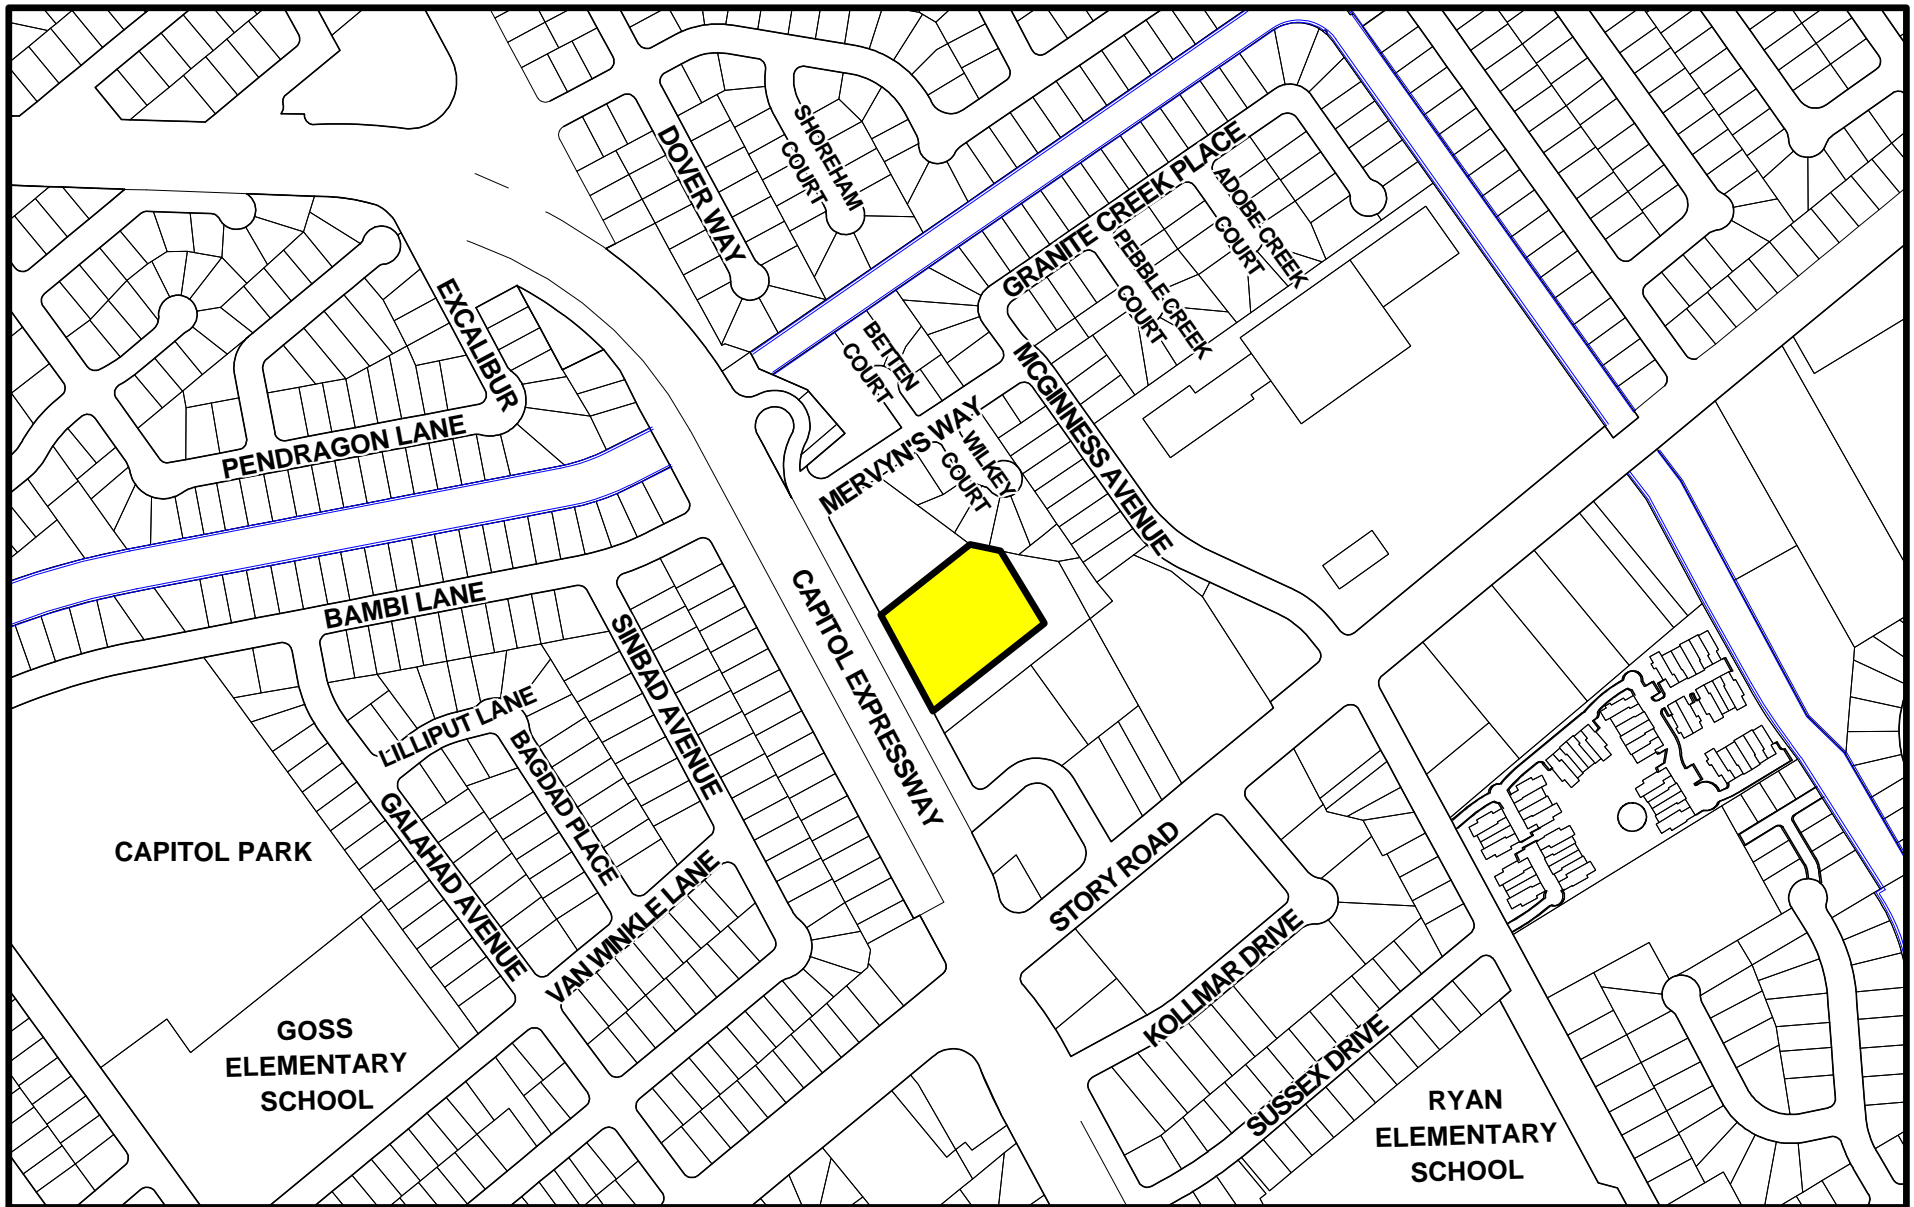 SHOREHAM
COURT
DOVER WAY
GRANITE CREEK PLACE
ADOBE CREEK
COURT
PEBBLE CREEK
COURT
EXCALIBUR
BETTEN
COURT
MCGINNESS AVENUE
PENDRAGON LANE
MERVYN'S WAY
WILKEY
COURT
BAMBI LANE
SINBAD AVENUE
CAPITOL EXPRESSWAY
LILLIPUT LANE
BAGDAD PLACE
GALAHAD AVENUE
CAPITOL PARK
VAN WINKLE LANE
STORY ROAD
KOLLMAR DRIVE
SUSSEX DRIVE
GOSS
ELEMENTARY
SCHOOL
RYAN
ELEMENTARY
SCHOOL